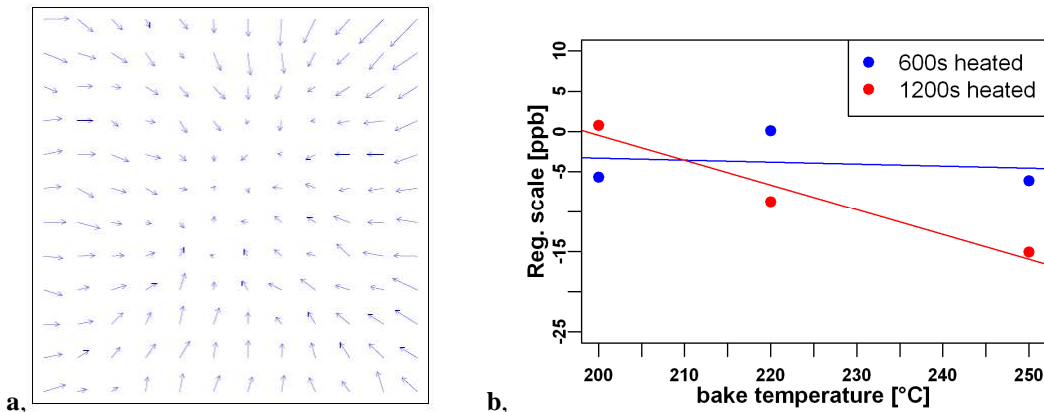 a,
b,
600s heated
1200s heated
Reg. scale [ppb]
10
5
0
-5
-15
-25
200
210
220
230
240
250
bake temperature [°C]